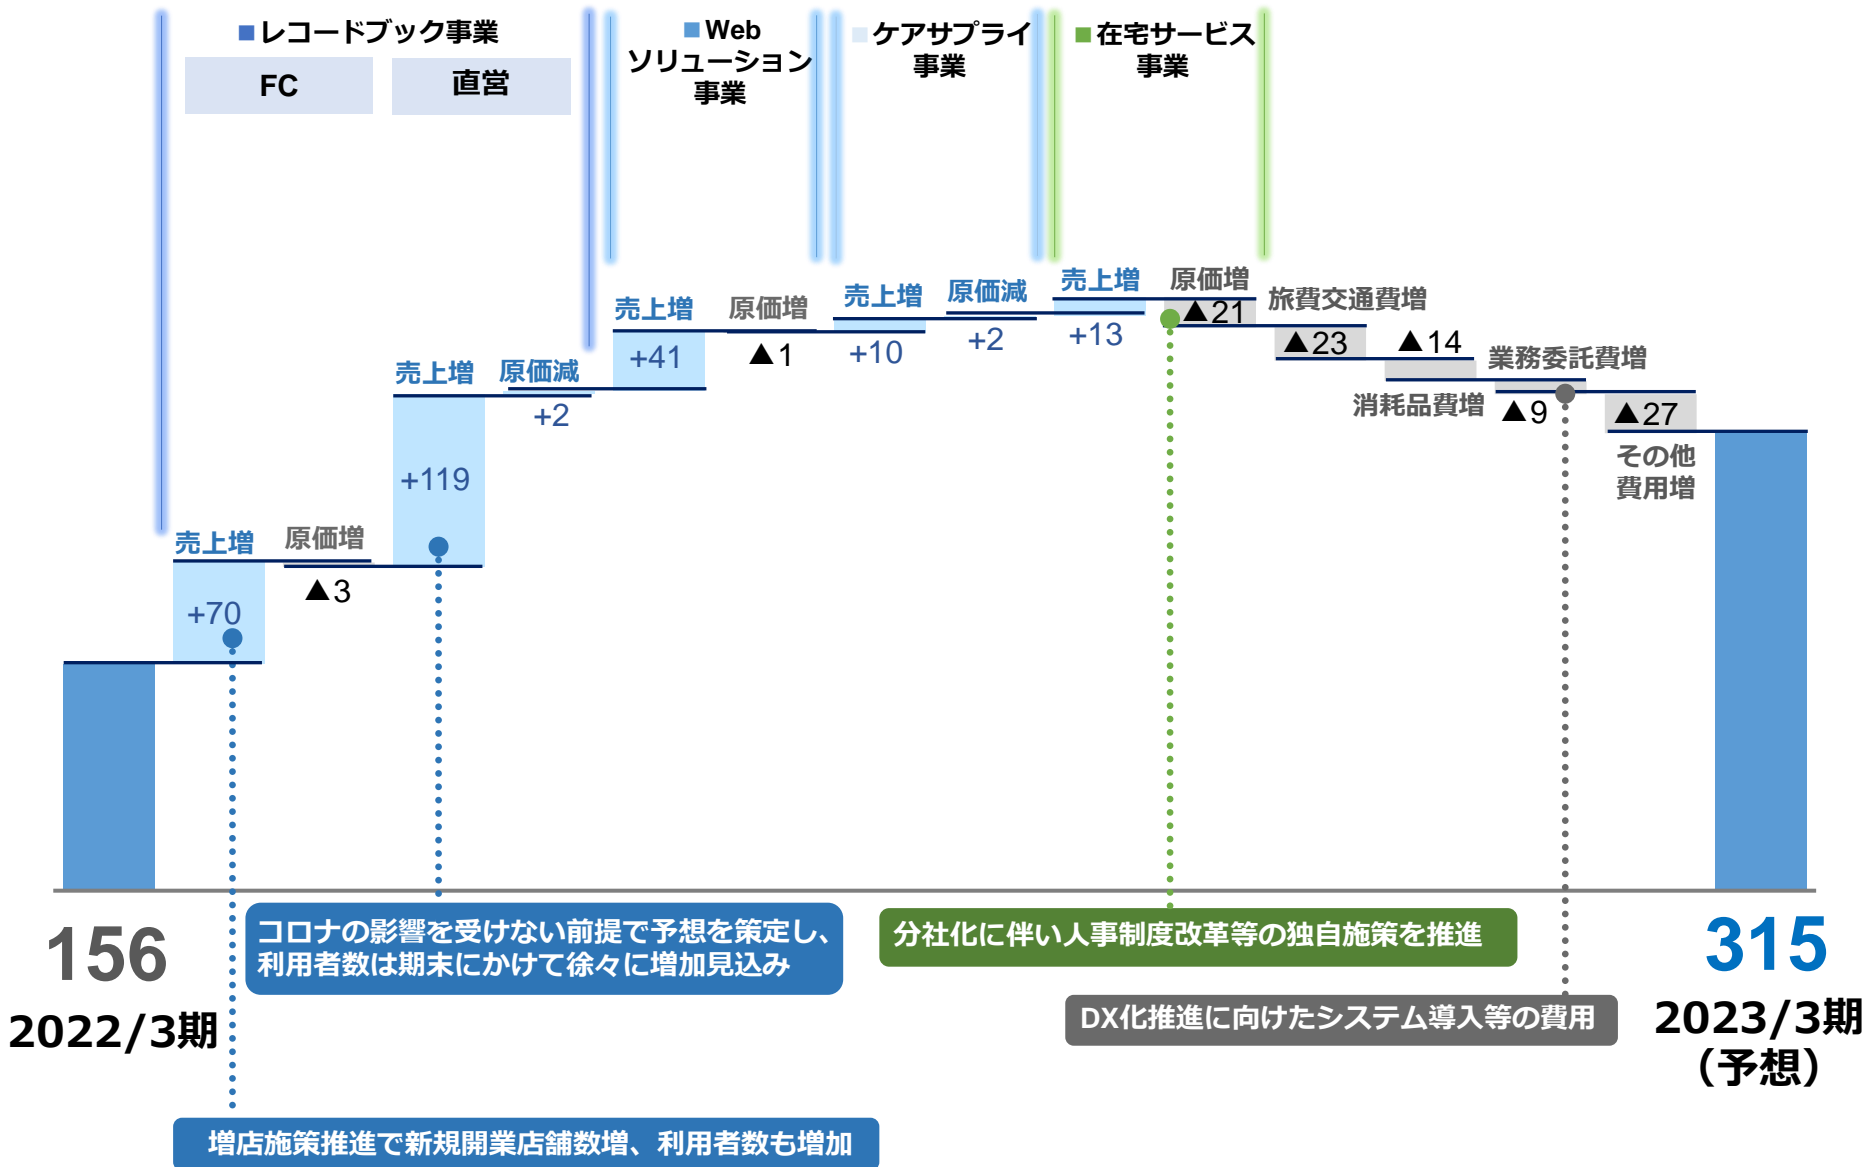 ■レコードブック事業
FC
直営
■Web
ソリューション
事業
■ケアサプライ
事業
■在宅サービス
事業
売上増
+70
原価増
▲3
売上増
+119
原価減
+2
売上増
+41
原価増
▲1
売上増
+10
原価減
+2
売上増
+13
原価増
▲21
旅費交通費増
▲23
▲14
消耗品費増
業務委託費増
▲9
▲27
その他
費用増
156
2022/3期
コロナの影響を受けない前提で予想を策定し、
利用者数は期末にかけて徐々に増加見込み
分社化に伴い人事制度改革等の独自施策を推進
DX化推進に向けたシステム導入等の費用
315
2023/3期
（予想）
増店施策推進で新規開業店舗数増、利用者数も増加